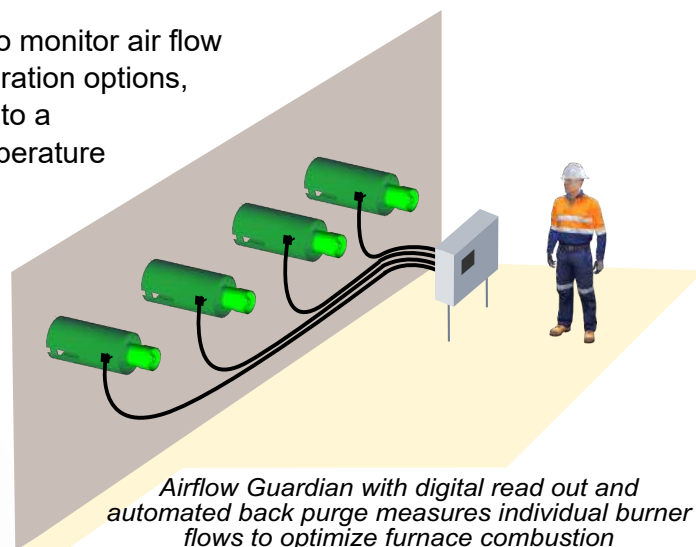 o monitor air flow
ration options,
to a
perature
Airflow Guardian with digital read out and
automated back purge measures individual burner
flows to optimize furnace combustion